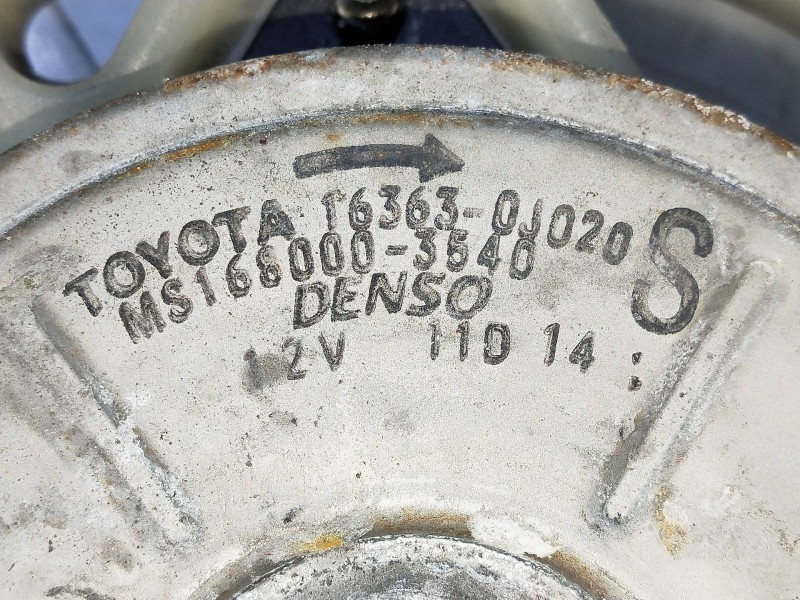 TOYOTA 16363-0J020
S
MS168000-3540
DENSO
12V 11D 14 :